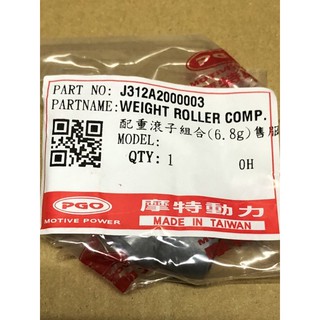 PART NO: J312A2000003
PARTNAME: WEIGHT ROLLER COMP.
配重滾子組合(6.8g)售服
MODEL:
QTY: 1 0H
PGO 摩特動力
MOTIVE POWER MADE IN TAIWAN